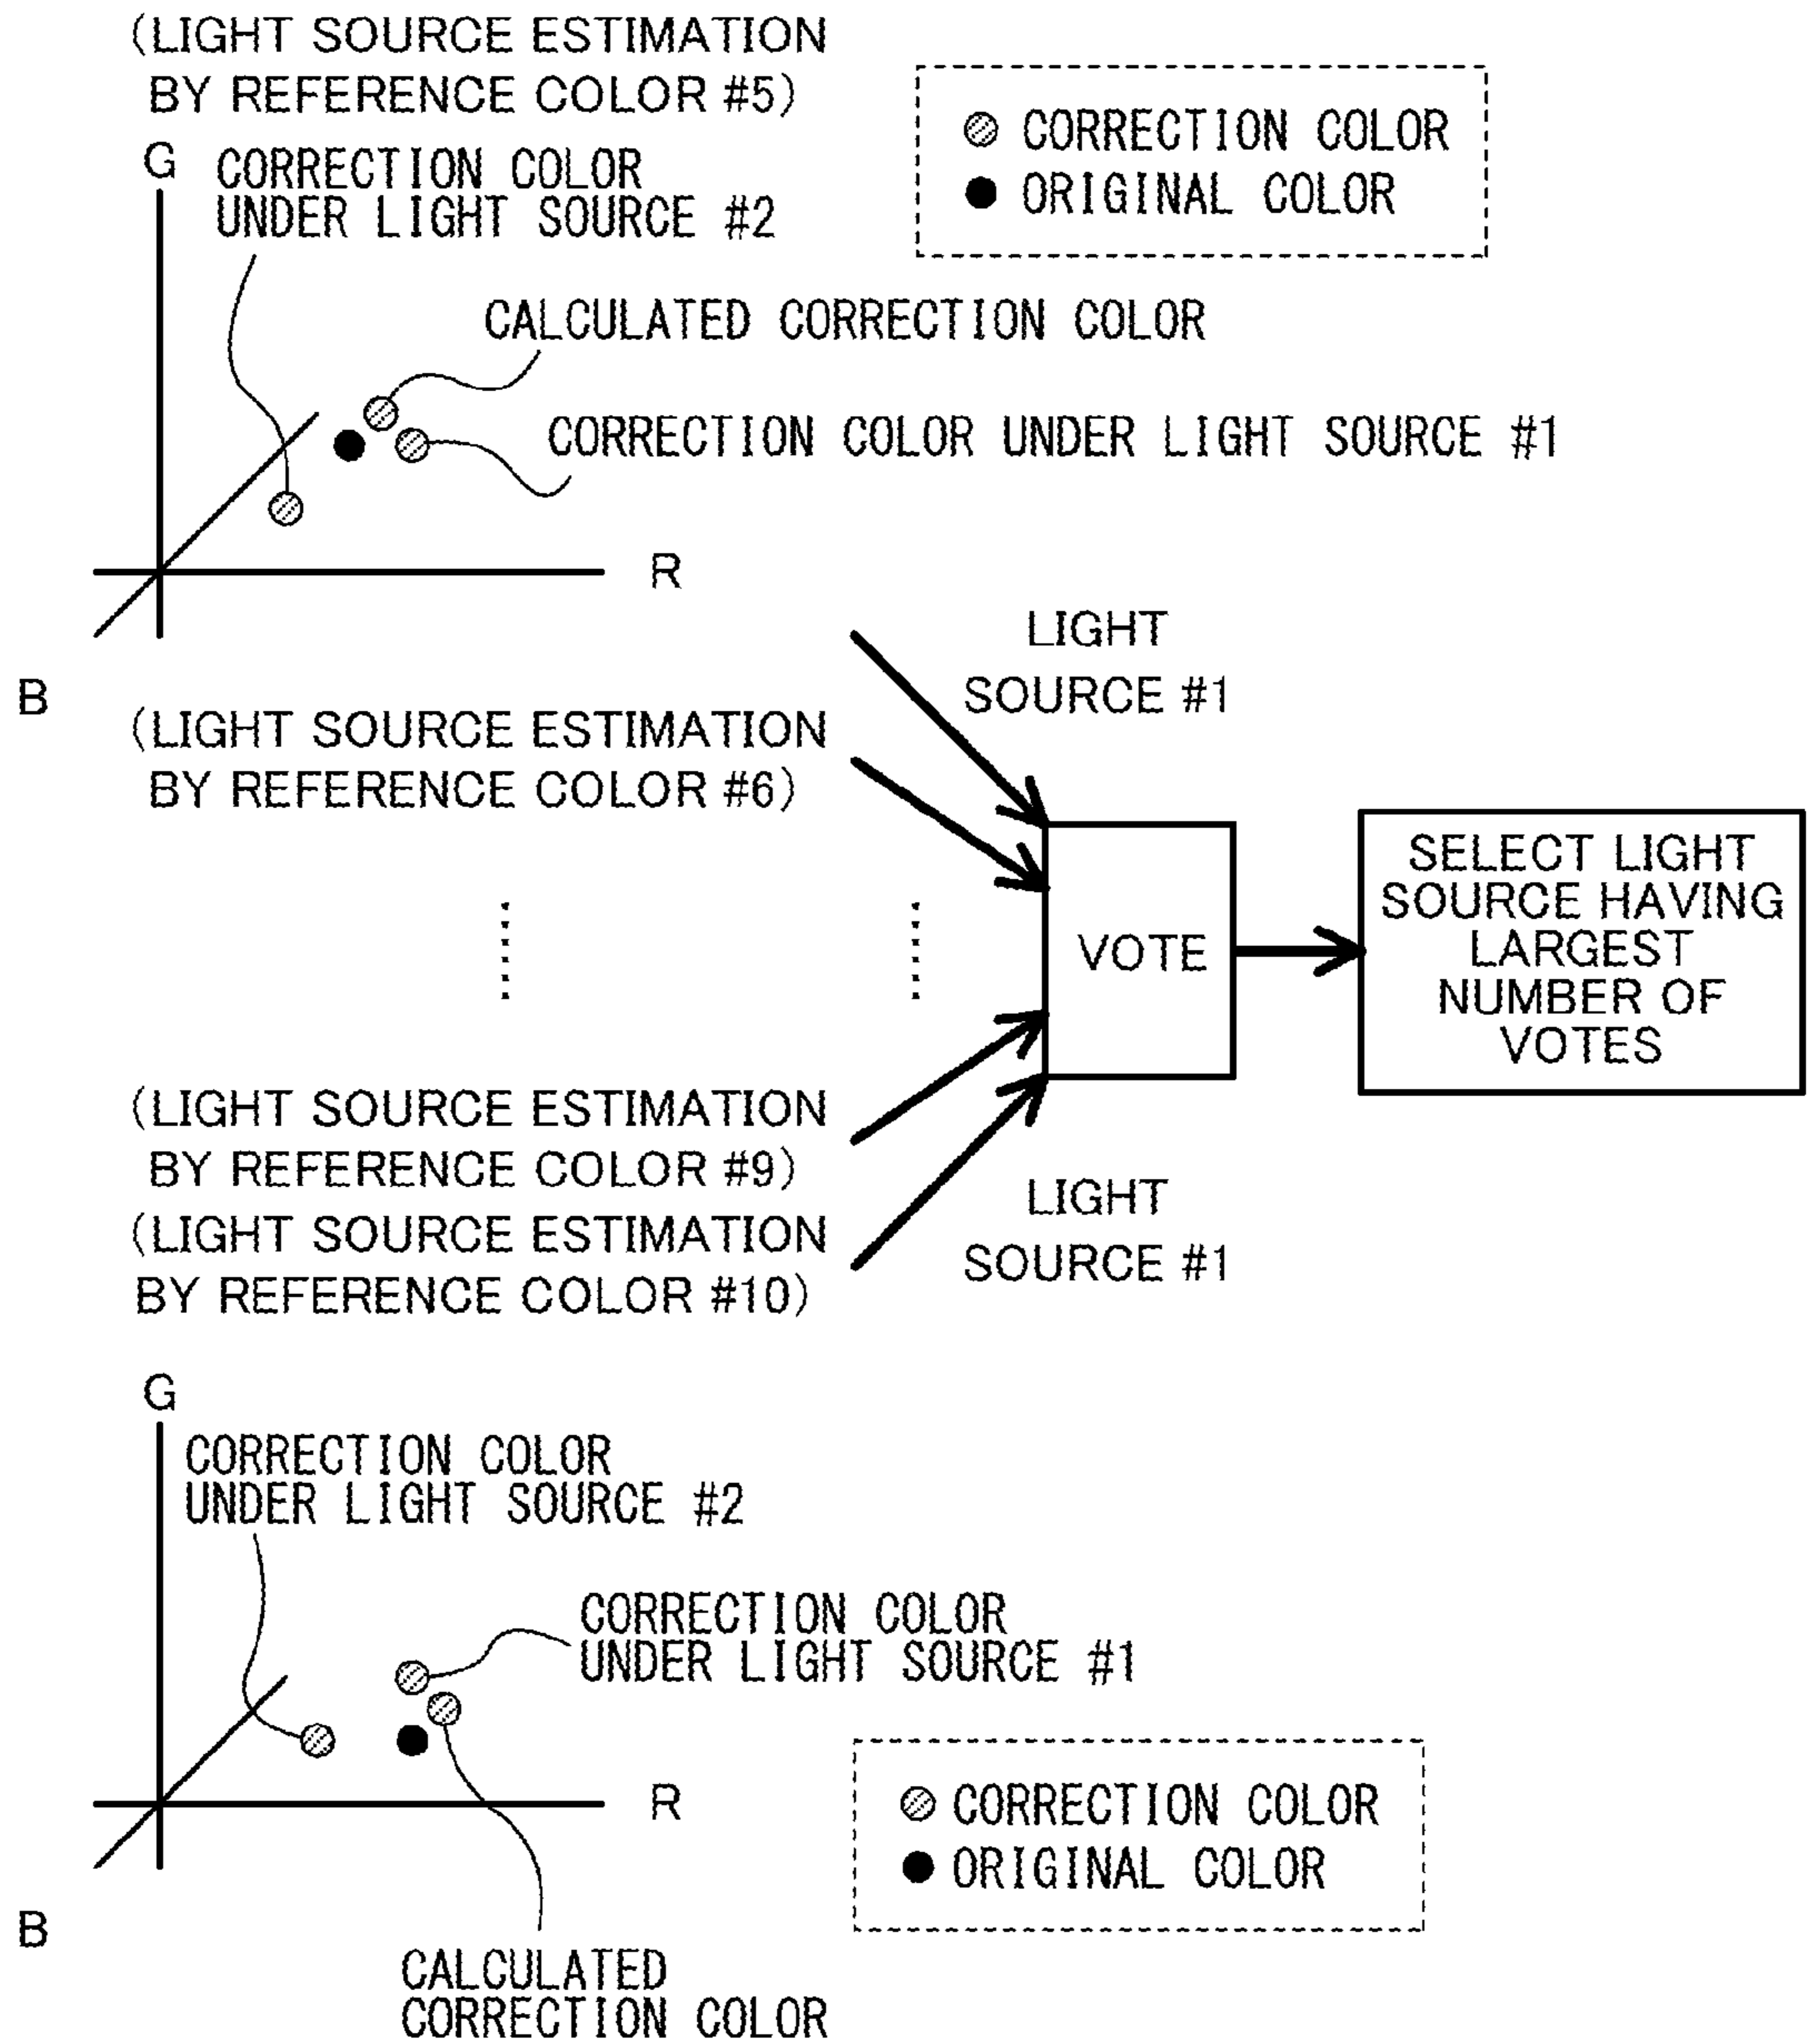 (LIGHT SOURCE ESTIMATION
BY REFERENCE COLOR #5)
CORRECTION COLOR
ORIGINAL COLOR
G
CORRECTION COLOR
UNDER LIGHT SOURCE #2
CALCULATED CORRECTION COLOR
CORRECTION COLOR UNDER LIGHT SOURCE #1
R
B
LIGHT
SOURCE #1
(LIGHT SOURCE ESTIMATION
BY REFERENCE COLOR #6)
VOTE
SELECT LIGHT
SOURCE HAVING
LARGEST
NUMBER OF
VOTES
(LIGHT SOURCE ESTIMATION
BY REFERENCE COLOR #9)
(LIGHT SOURCE ESTIMATION
BY REFERENCE COLOR #10)
LIGHT
SOURCE #1
G
CORRECTION COLOR
UNDER LIGHT SOURCE #2
CORRECTION COLOR
UNDER LIGHT SOURCE #1
R
CORRECTION COLOR
ORIGINAL COLOR
B
CALCULATED
CORRECTION COLOR